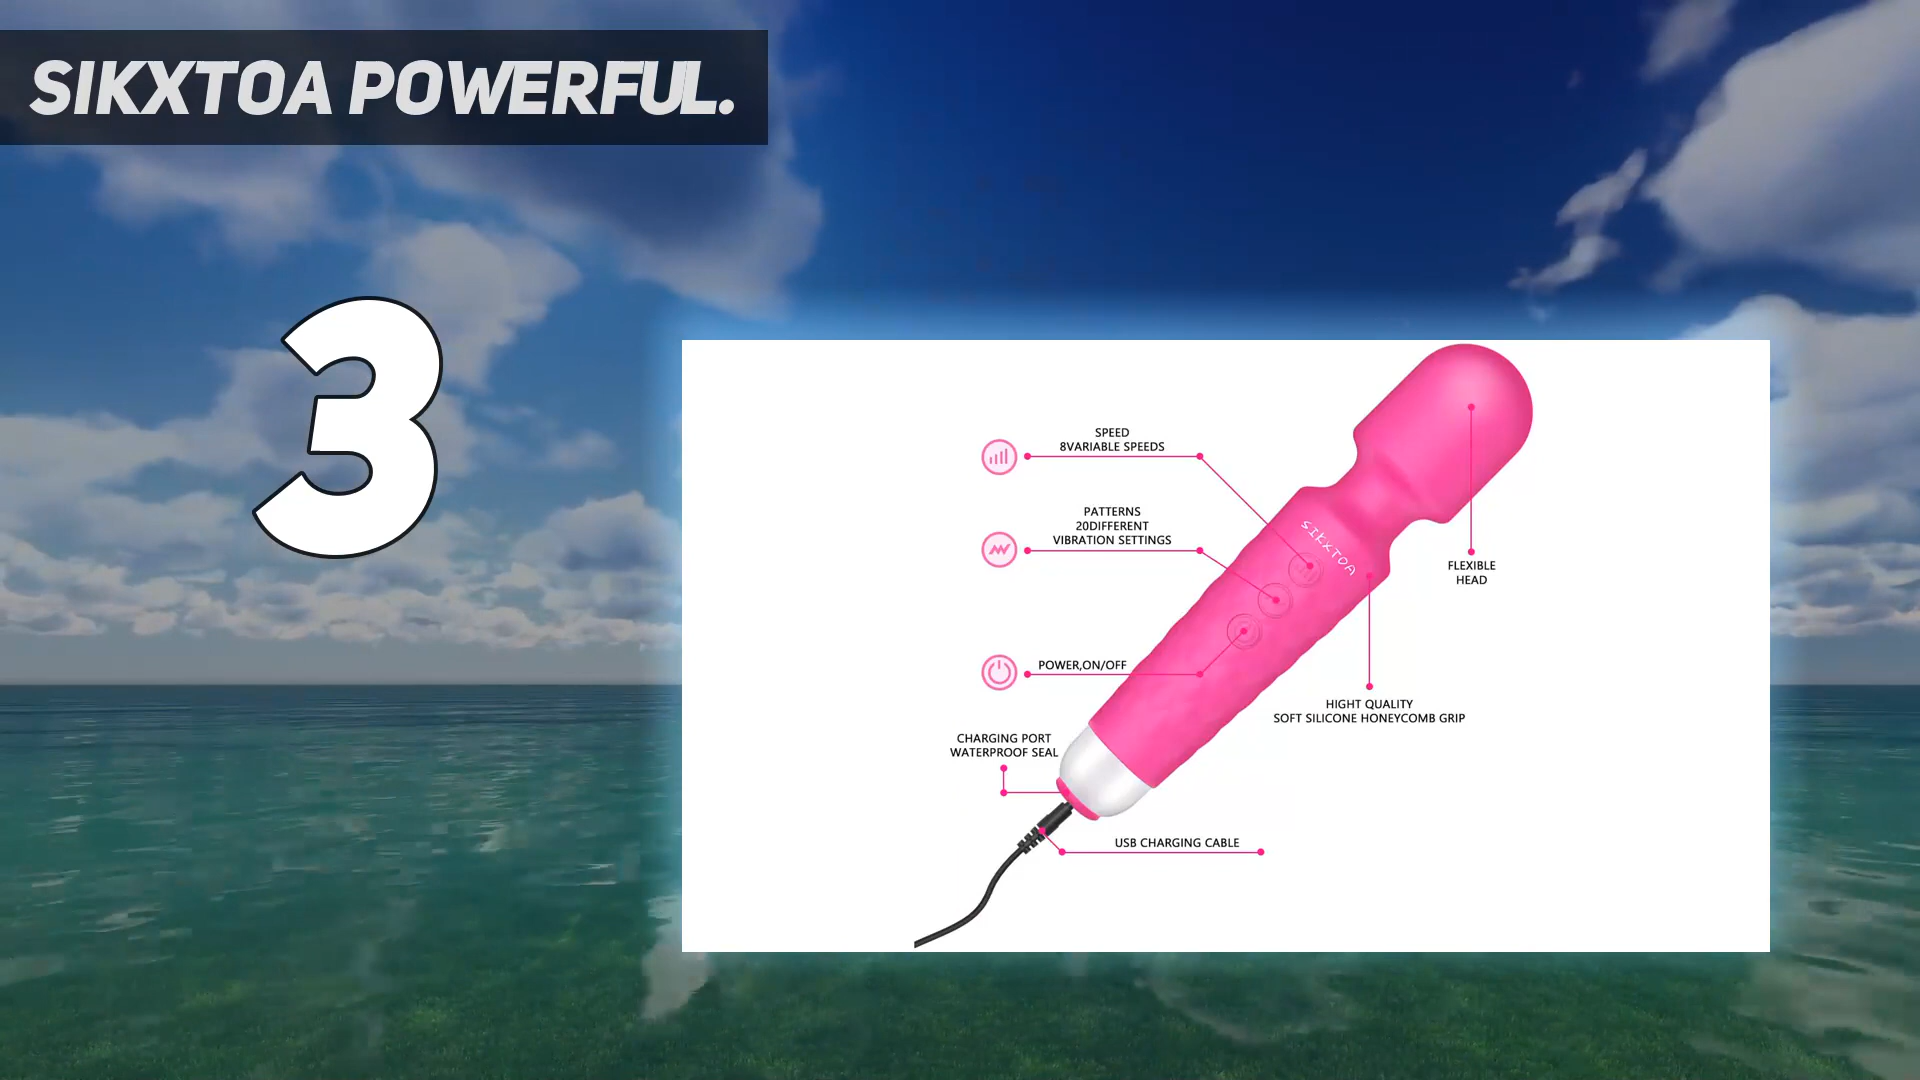 SIKXTOA POWERFUL.
3
SPEED
8VARIABLE SPEEDS
PATTERNS
20DIFFERENT
VIBRATION SETTINGS
POWER,ON/OFF
CHARGING PORT
WATERPROOF SEAL
USB CHARGING CABLE
SIKXTOA
FLEXIBLE
HEAD
HIGHT QUALITY
SOFT SILICONE HONEYCOMB GRIP